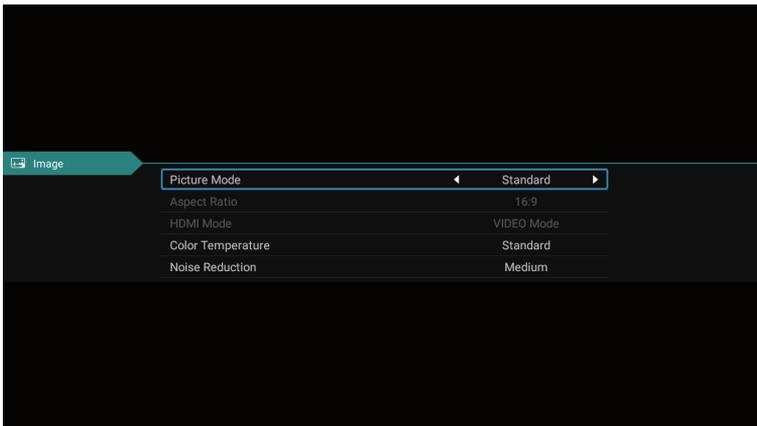 Image
Picture Mode Standard
Aspect Ratio 16:9
HDMI Mode VIDEO Mode
Color Temperature Standard
Noise Reduction Medium